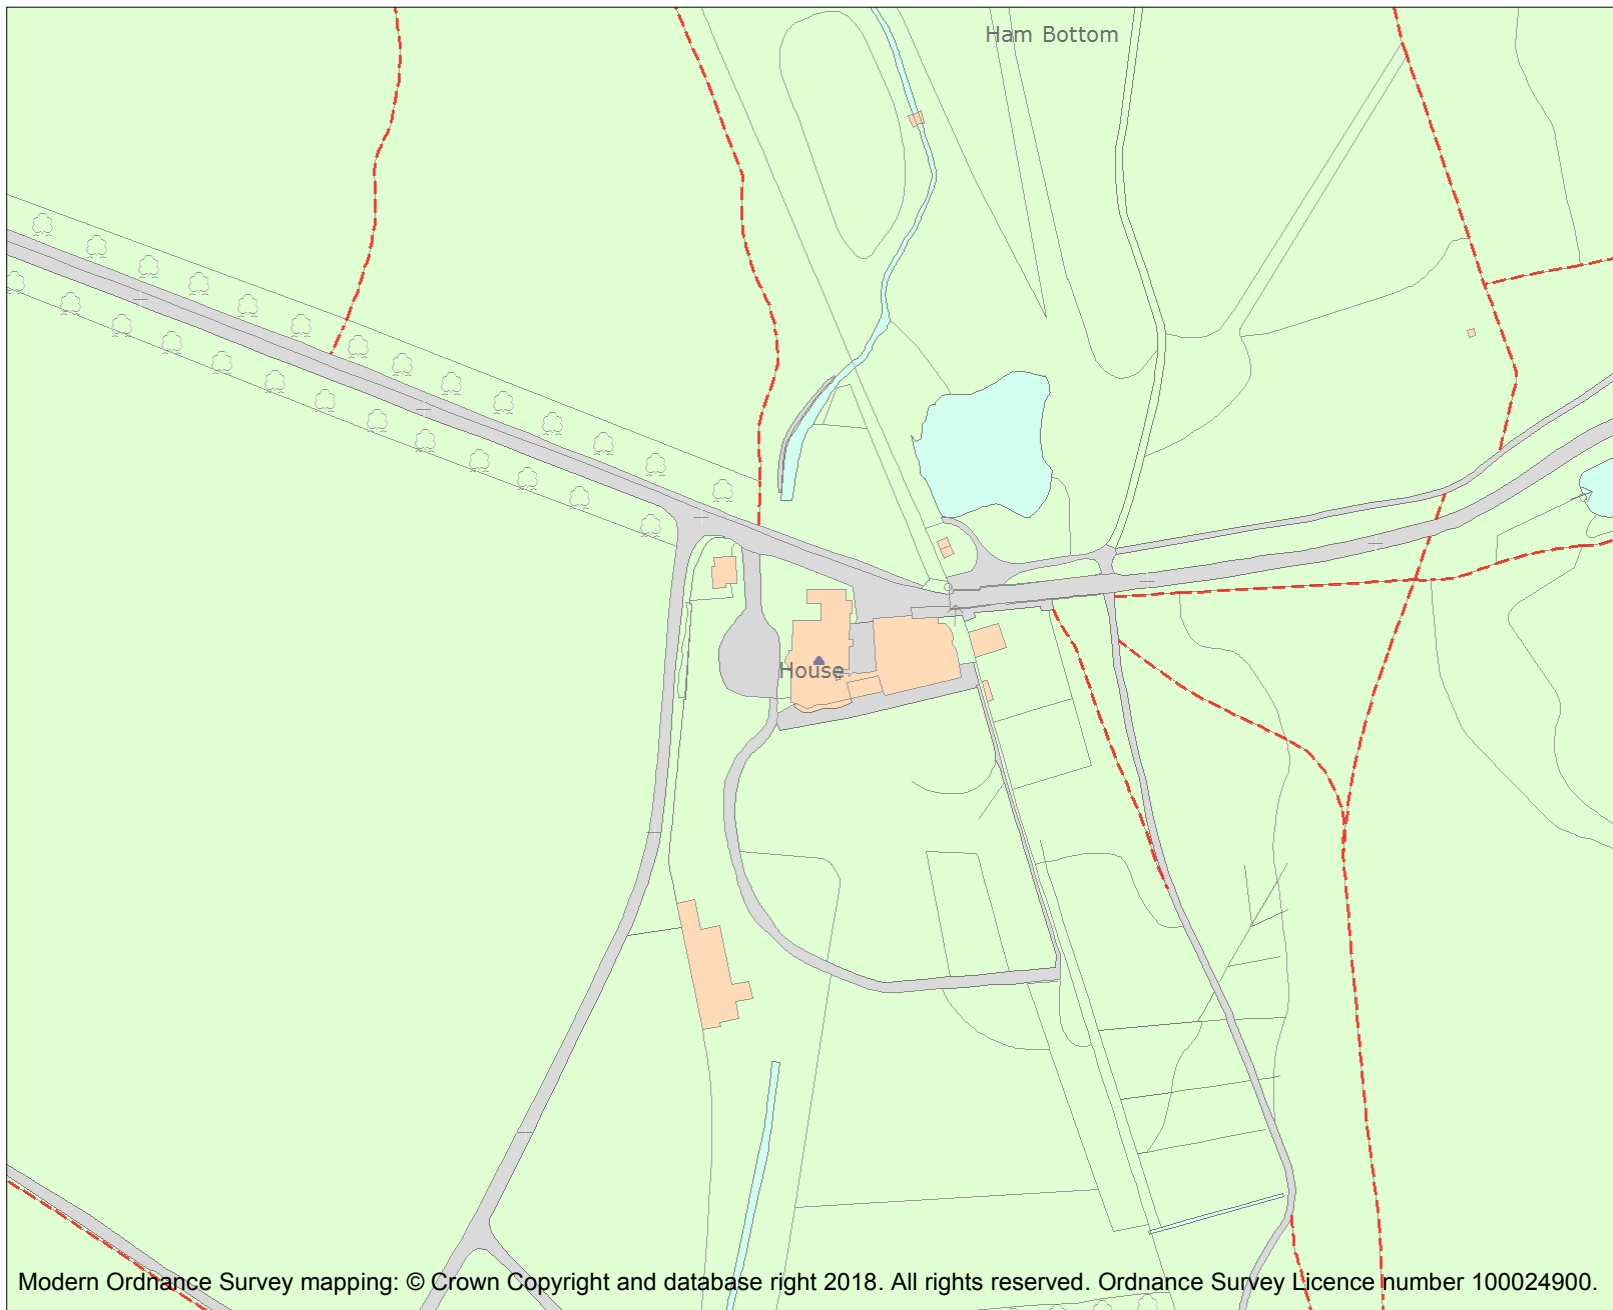 Ham Bottom
House
Modern Ordnance Survey mapping: © Crown Copyright and database right 2018. All rights reserved. Ordnance Survey Licence number 100024900.